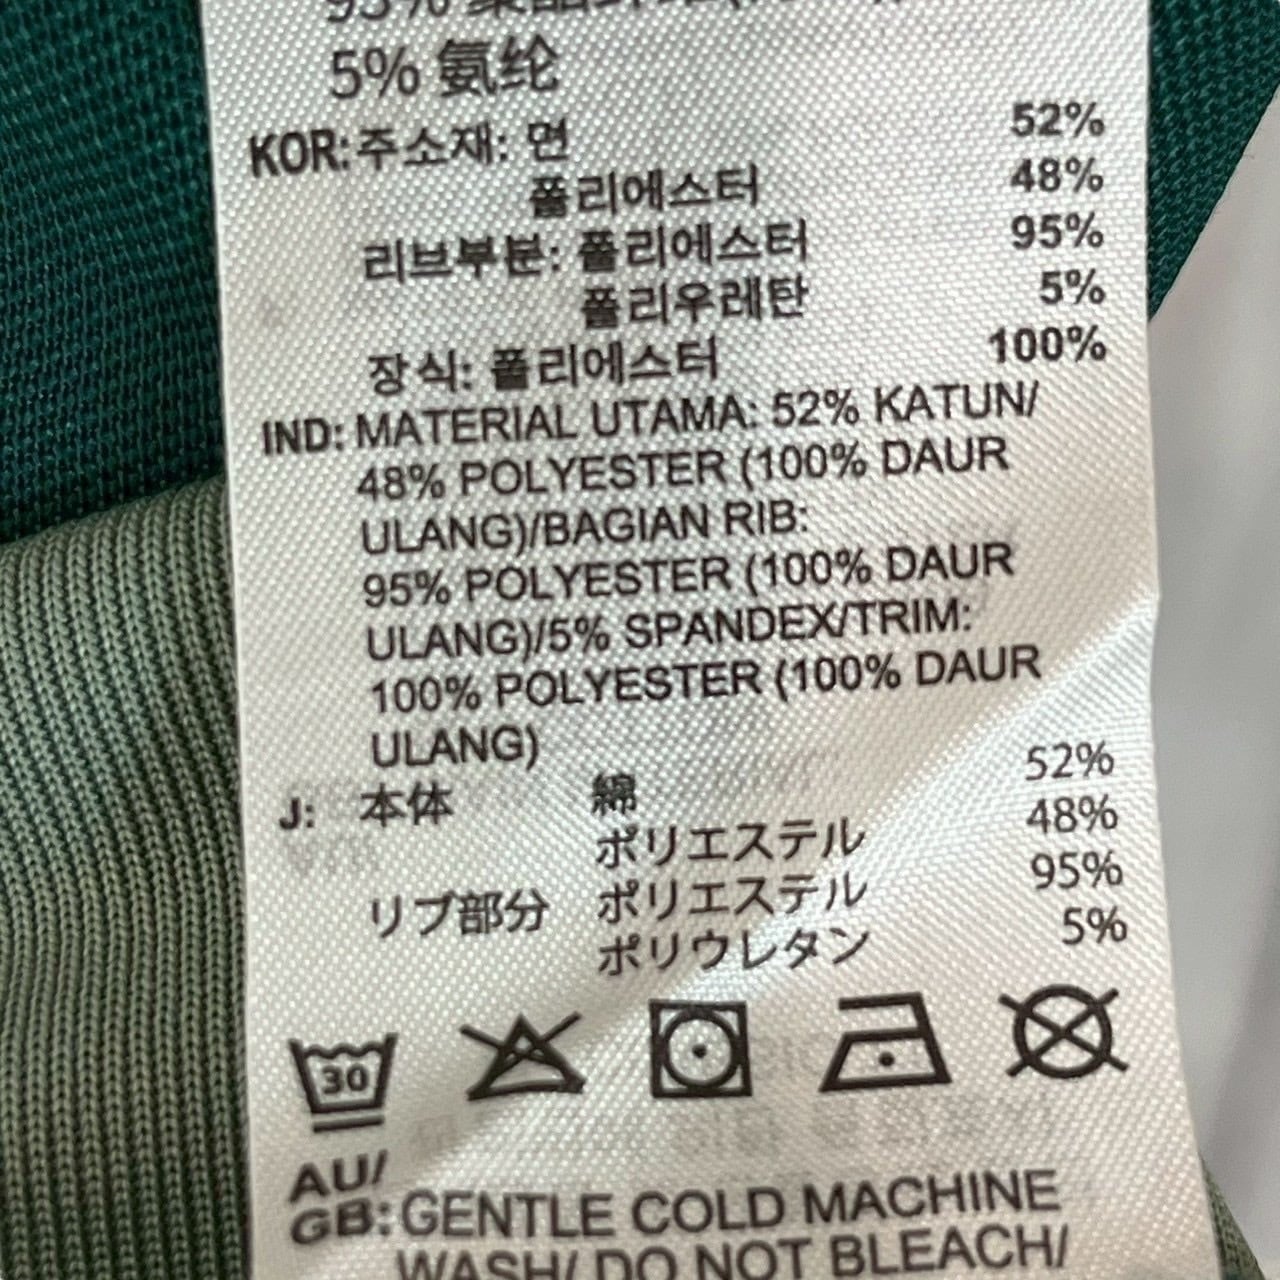 5% 氨纶
KOR: 주소재: 면 52%
폴리에스터 48%
리브부분: 폴리에스터 95%
폴리우레탄 5%
장식: 폴리에스터 100%
IND: MATERIAL UTAMA: 52% KATUN/
48% POLYESTER (100% DAUR
ULANG)/BAGIAN RIB:
95% POLYESTER (100% DAUR
ULANG)/5% SPANDEX/TRIM:
100% POLYESTER (100% DAUR
ULANG)
J: 本体 綿 52%
ポリエステル 48%
リブ部分 ポリエステル 95%
ポリウレタン 5%
30
AU/
GB: GENTLE COLD MACHINE
WASH/ DO NOT BLEACH/